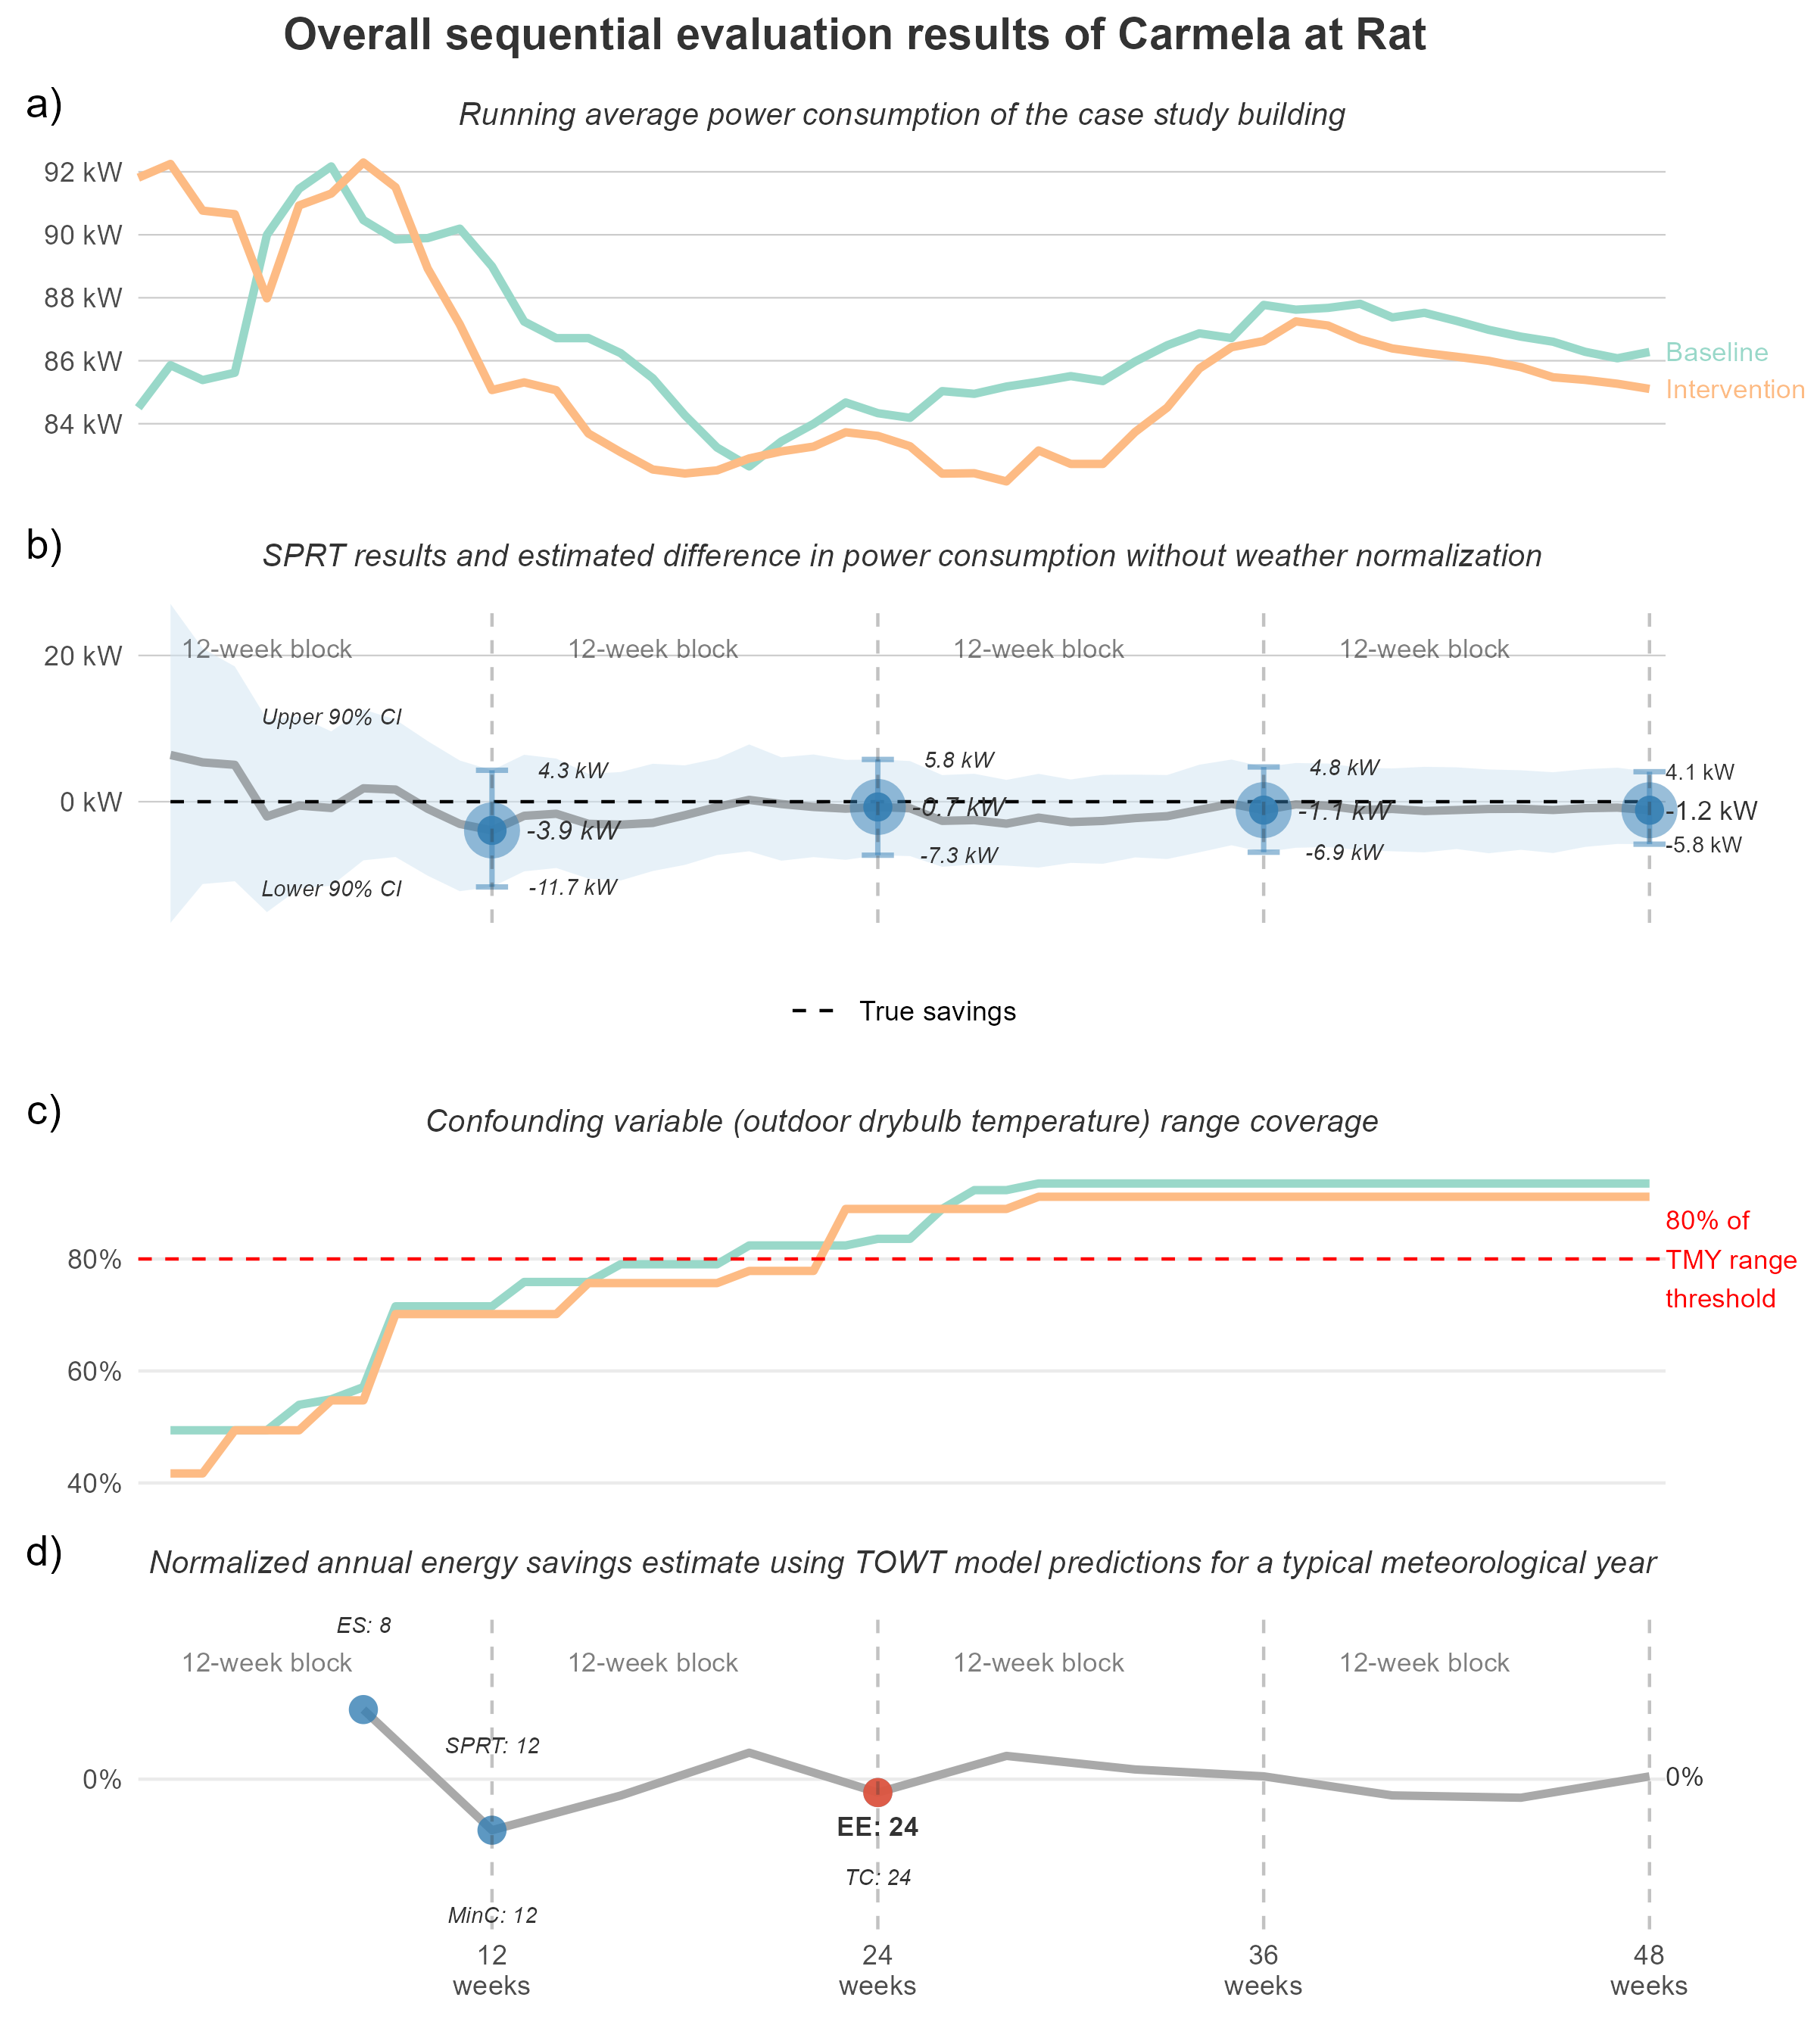 Overall sequential evaluation results of Carmela at Rat
a)
Running average power consumption of the case study building
92 kW
90 kW
88 kW
86 kW
84 kW
Baseline
Intervention
b)
SPRT results and estimated difference in power consumption without weather normalization
12-week block
12-week block
12-week block
12-week block
20 kW
0 kW
Upper 90% CI
Lower 90% CI
4.3 kW
-3.9 kW
-11.7 kW
5.8 kW
-0.7 kW
-7.3 kW
4.8 kW
-1.1 kW
-6.9 kW
4.1 kW
-1.2 kW
-5.8 kW
True savings
c)
Confounding variable (outdoor drybulb temperature) range coverage
80%
60%
40%
80% of
TMY range
threshold
d)
Normalized annual energy savings estimate using TOWT model predictions for a typical meteorological year
ES: 8
12-week block
12-week block
12-week block
12-week block
SPRT: 12
0%
0%
EE: 24
TC: 24
MinC: 12
12
weeks
24
weeks
36
weeks
48
weeks